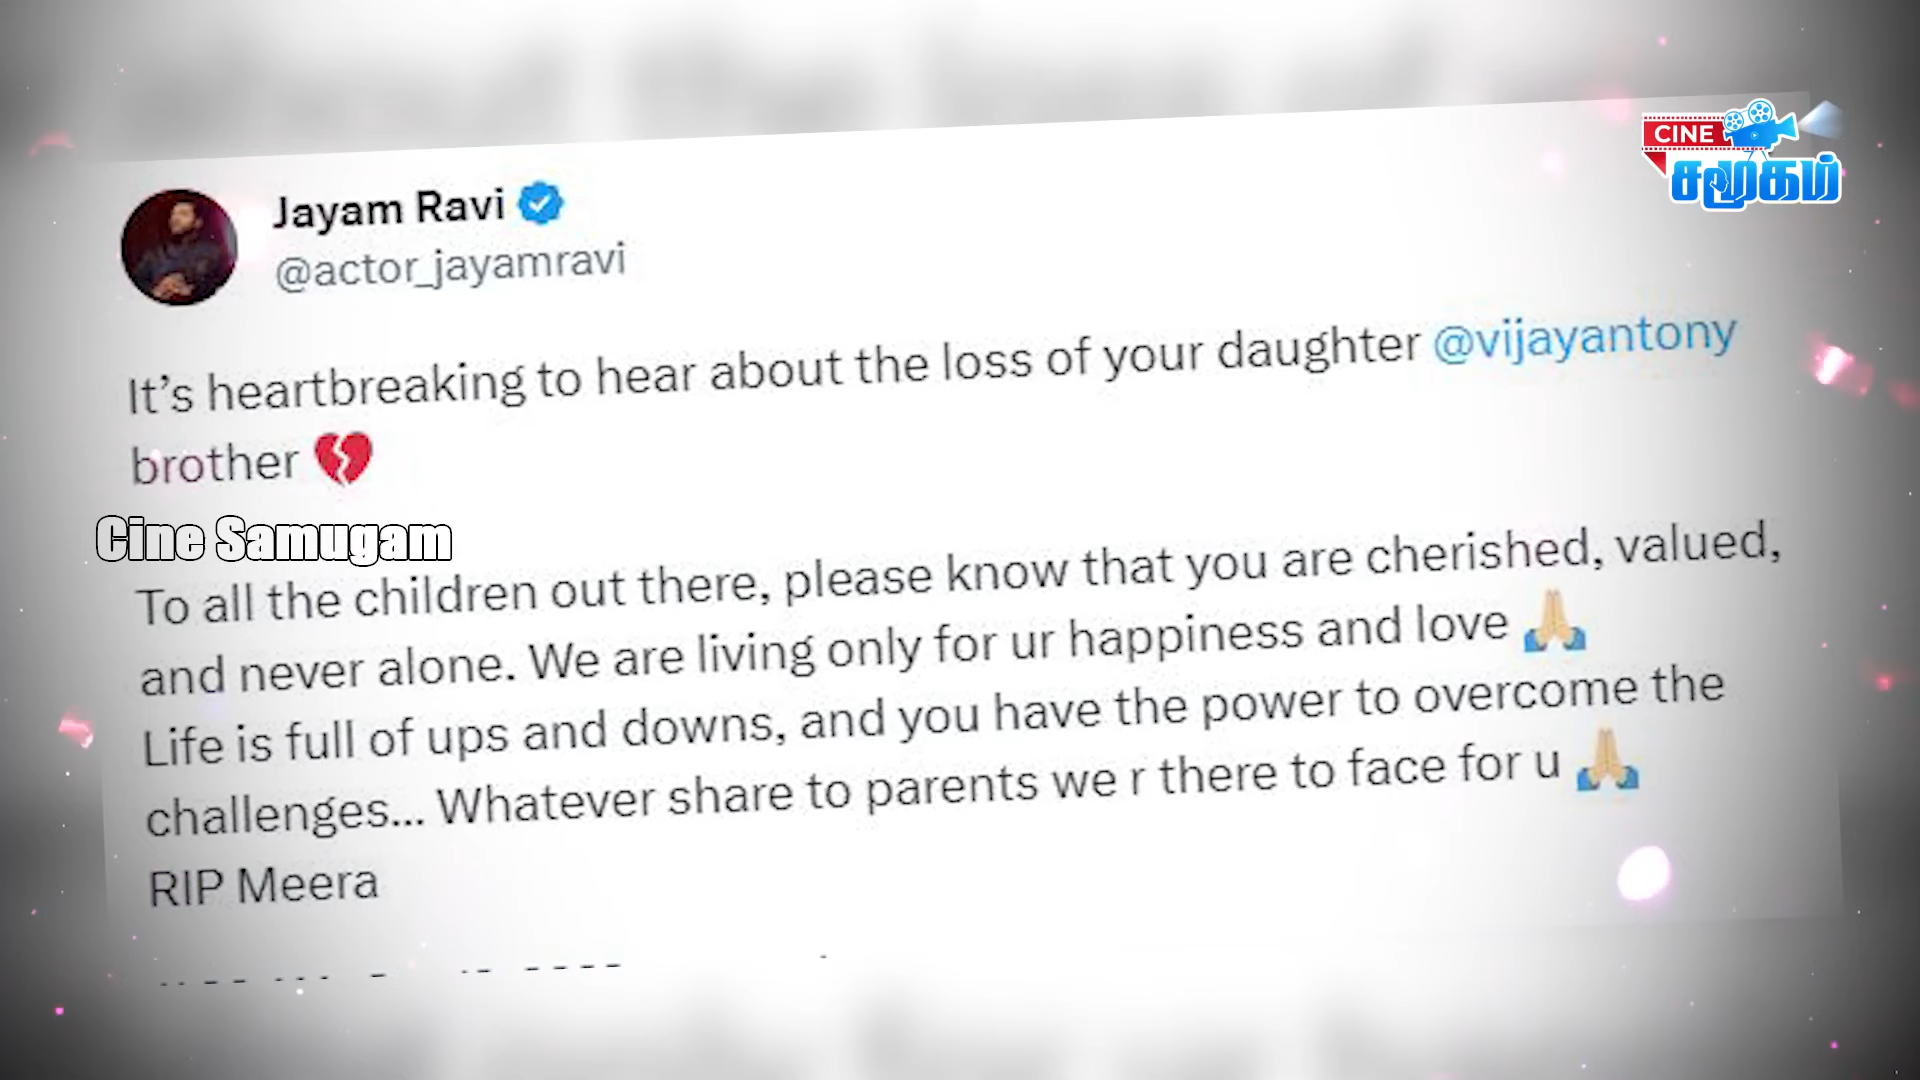 CINE
சமூகம்
Jayam Ravi
@actor_jayamravi
It's heartbreaking to hear about the loss of your daughter @vijayantony
brother 💔
Cine Samugam
To all the children out there, please know that you are cherished, valued,
and never alone. We are living only for ur happiness and love 🙏🏼
Life is full of ups and downs, and you have the power to overcome the
challenges... Whatever share to parents we r there to face for u 🙏🏼
RIP Meera